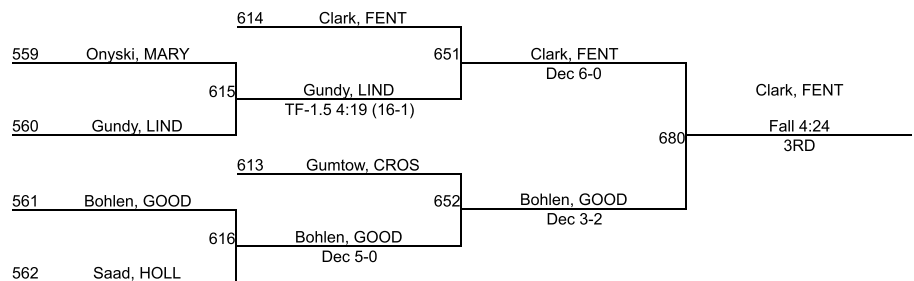 614 Clark, FENT
559 Onyski, MARY
651 Clark, FENT
Dec 6-0
615 Gundy, LIND
TF-1.5 4:19 (16-1)
Clark, FENT
560 Gundy, LIND
680 Fall 4:24
3RD
613 Gumtow, CROS
561 Bohlen, GOOD
652 Bohlen, GOOD
Dec 3-2
616 Bohlen, GOOD
Dec 5-0
562 Saad, HOLL